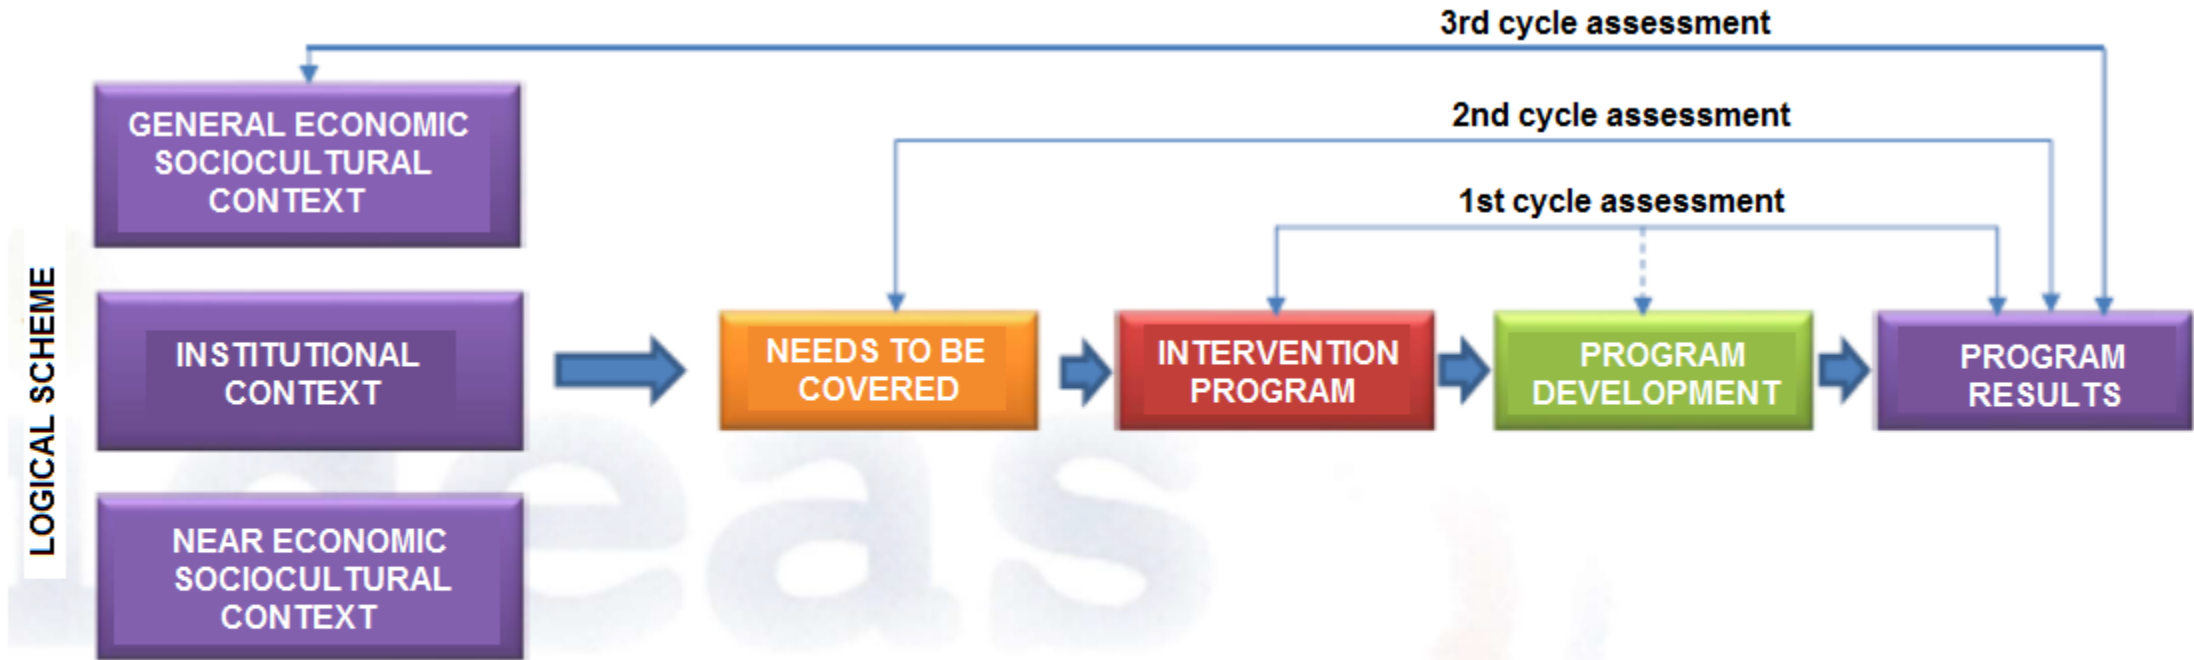 3rd cycle assessment
2nd cycle assessment
1st cycle assessment
LOGICAL SCHEME
GENERAL ECONOMIC
SOCIOCULTURAL
CONTEXT
INSTITUTIONAL
CONTEXT
NEAR ECONOMIC
SOCIOCULTURAL
CONTEXT
NEEDS TO BE
COVERED
INTERVENTION
PROGRAM
PROGRAM
DEVELOPMENT
PROGRAM
RESULTS
ideas